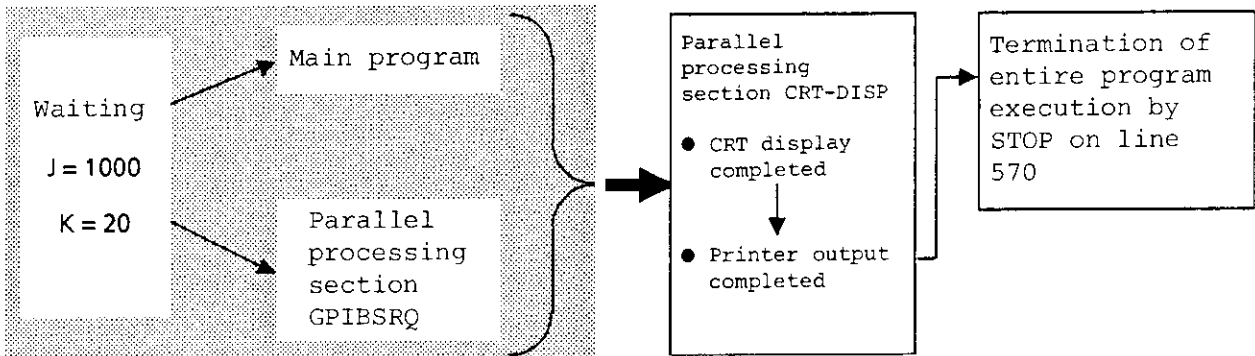 Waiting
J = 1000
K = 20
Main program
Parallel
processing
section
GPIBSRQ
Parallel
processing
section CRT-DISP
● CRT display
completed
● Printer output
completed
Termination of
entire program
execution by
STOP on line
570